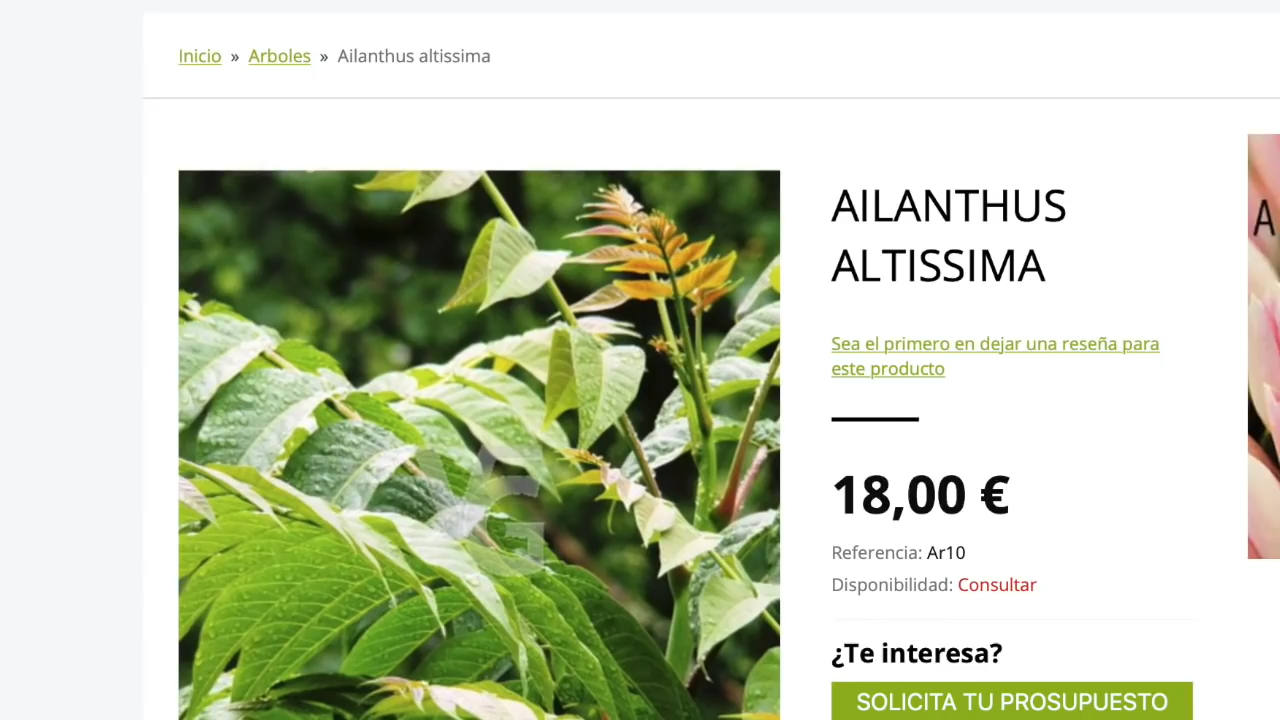 Inicio » Arboles » Ailanthus altissima
AILANTHUS
ALTISSIMA
Sea el primero en dejar una reseña para
este producto
18,00 €
Referencia: Ar10
Disponibilidad: Consultar
¿Te interesa?
SOLICITA TU PROSUPUESTO
A
VG